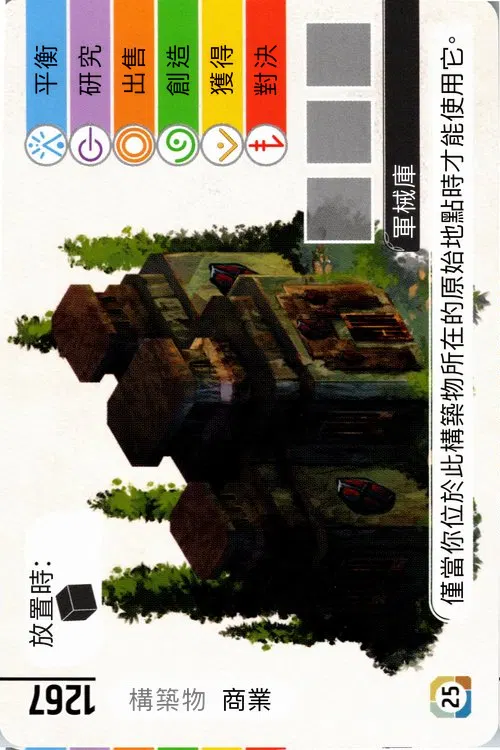 放置時:
平衡
研究
出售
創造
獲得
對決
軍械庫
僅當你位於此構築物所在的原始地點時才能使用它。
1267
構築物 商業
25